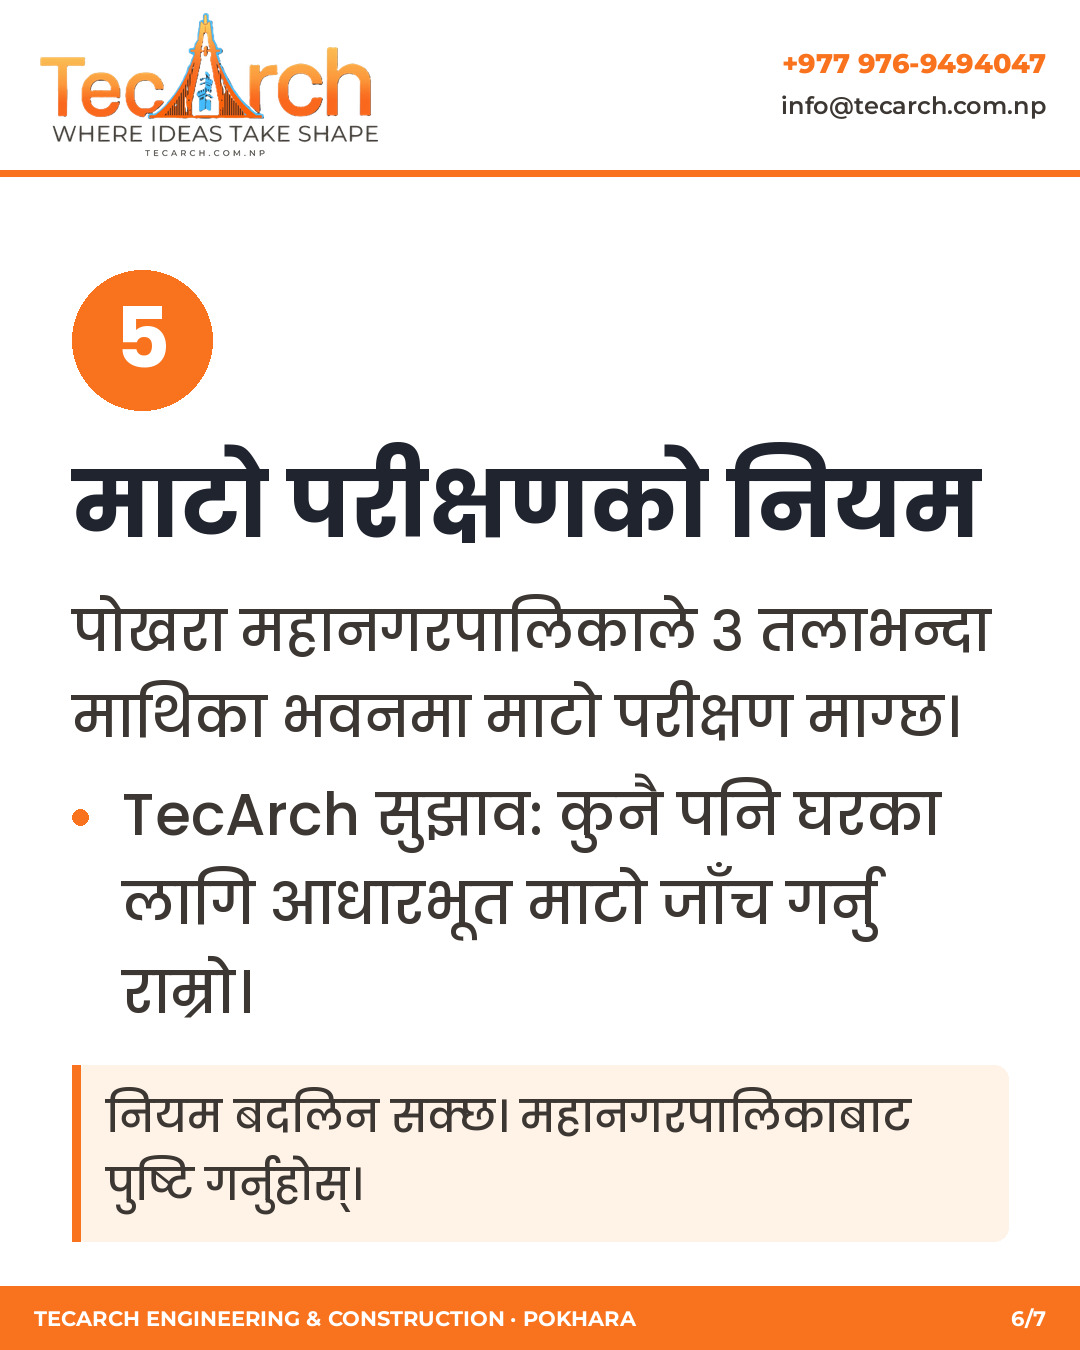 TecArch
WHERE IDEAS TAKE SHAPE
TECARCH.COM.NP
+977 976-9494047
info@tecarch.com.np
5
माटो परीक्षणको नियम
पोखरा महानगरपालिकाले ३ तलाभन्दा
माथिका भवनमा माटो परीक्षण माग्छ।
• TecArch सुझाव: कुनै पनि घरका
लागि आधारभूत माटो जाँच गर्नु
राम्रो।
नियम बदलिन सक्छ। महानगरपालिकाबाट
पुष्टि गर्नुहोस्।
TECARCH ENGINEERING & CONSTRUCTION · POKHARA
6/7